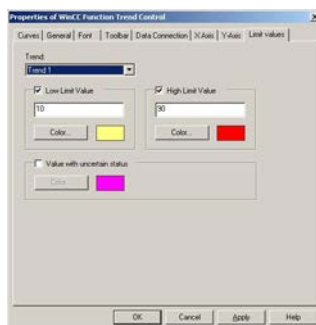 Properties of WinCC Function Trend Control
Curves General Font Toolbar Data Connection X Axis Y-Axis Limit values
Trend:
Trend 1
Low Limit Value High Limit Value
10 90
Color... Color...
Value with uncertain status
Color...
OK Cancel Apply Help